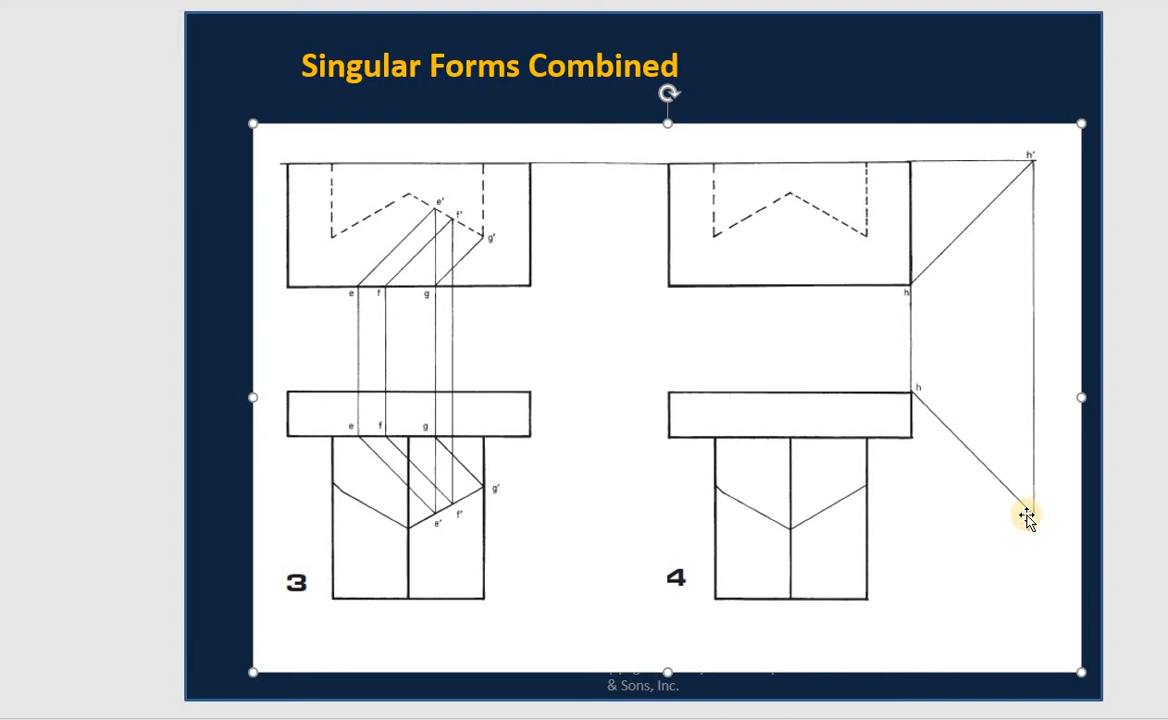 Singular Forms Combined
h'
e'
f'
g'
e f g
h
h
e f g
g'
f'
e'
3
4
& Sons, Inc.